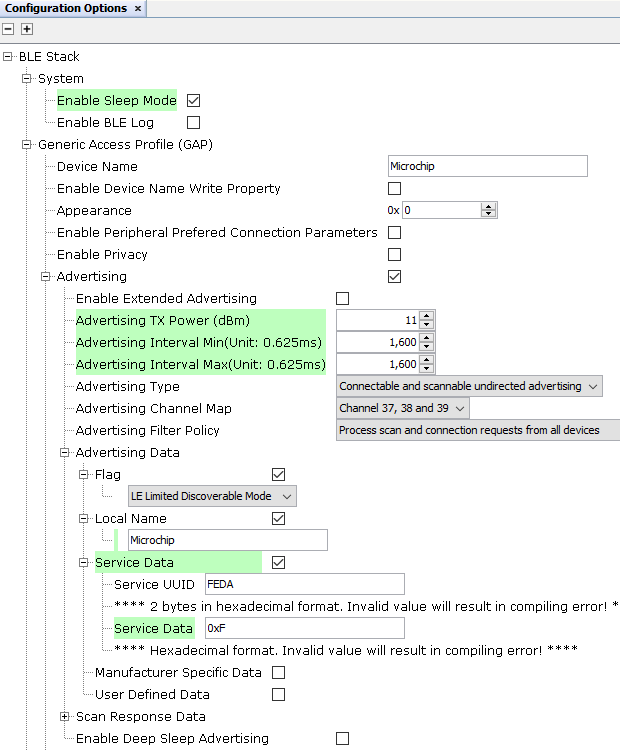 Configuration Options ×
BLE Stack
System
Enable Sleep Mode
Enable BLE Log
Generic Access Profile (GAP)
Device Name Microchip
Enable Device Name Write Property
Appearance 0x 0
Enable Peripheral Prefered Connection Parameters
Enable Privacy
Advertising
Enable Extended Advertising
Advertising TX Power (dBm) 11
Advertising Interval Min(Unit: 0.625ms) 1,600
Advertising Interval Max(Unit: 0.625ms) 1,600
Advertising Type Connectable and scannable undirected advertising
Advertising Channel Map Channel 37, 38 and 39
Advertising Filter Policy Process scan and connection requests from all devices
Advertising Data
Flag
LE Limited Discoverable Mode
Local Name
Microchip
Service Data
Service UUID FEDA
**** 2 bytes in hexadecimal format. Invalid value will result in compiling error! *
Service Data 0xF
**** Hexadecimal format. Invalid value will result in compiling error! ****
Manufacturer Specific Data
User Defined Data
Scan Response Data
Enable Deep Sleep Advertising